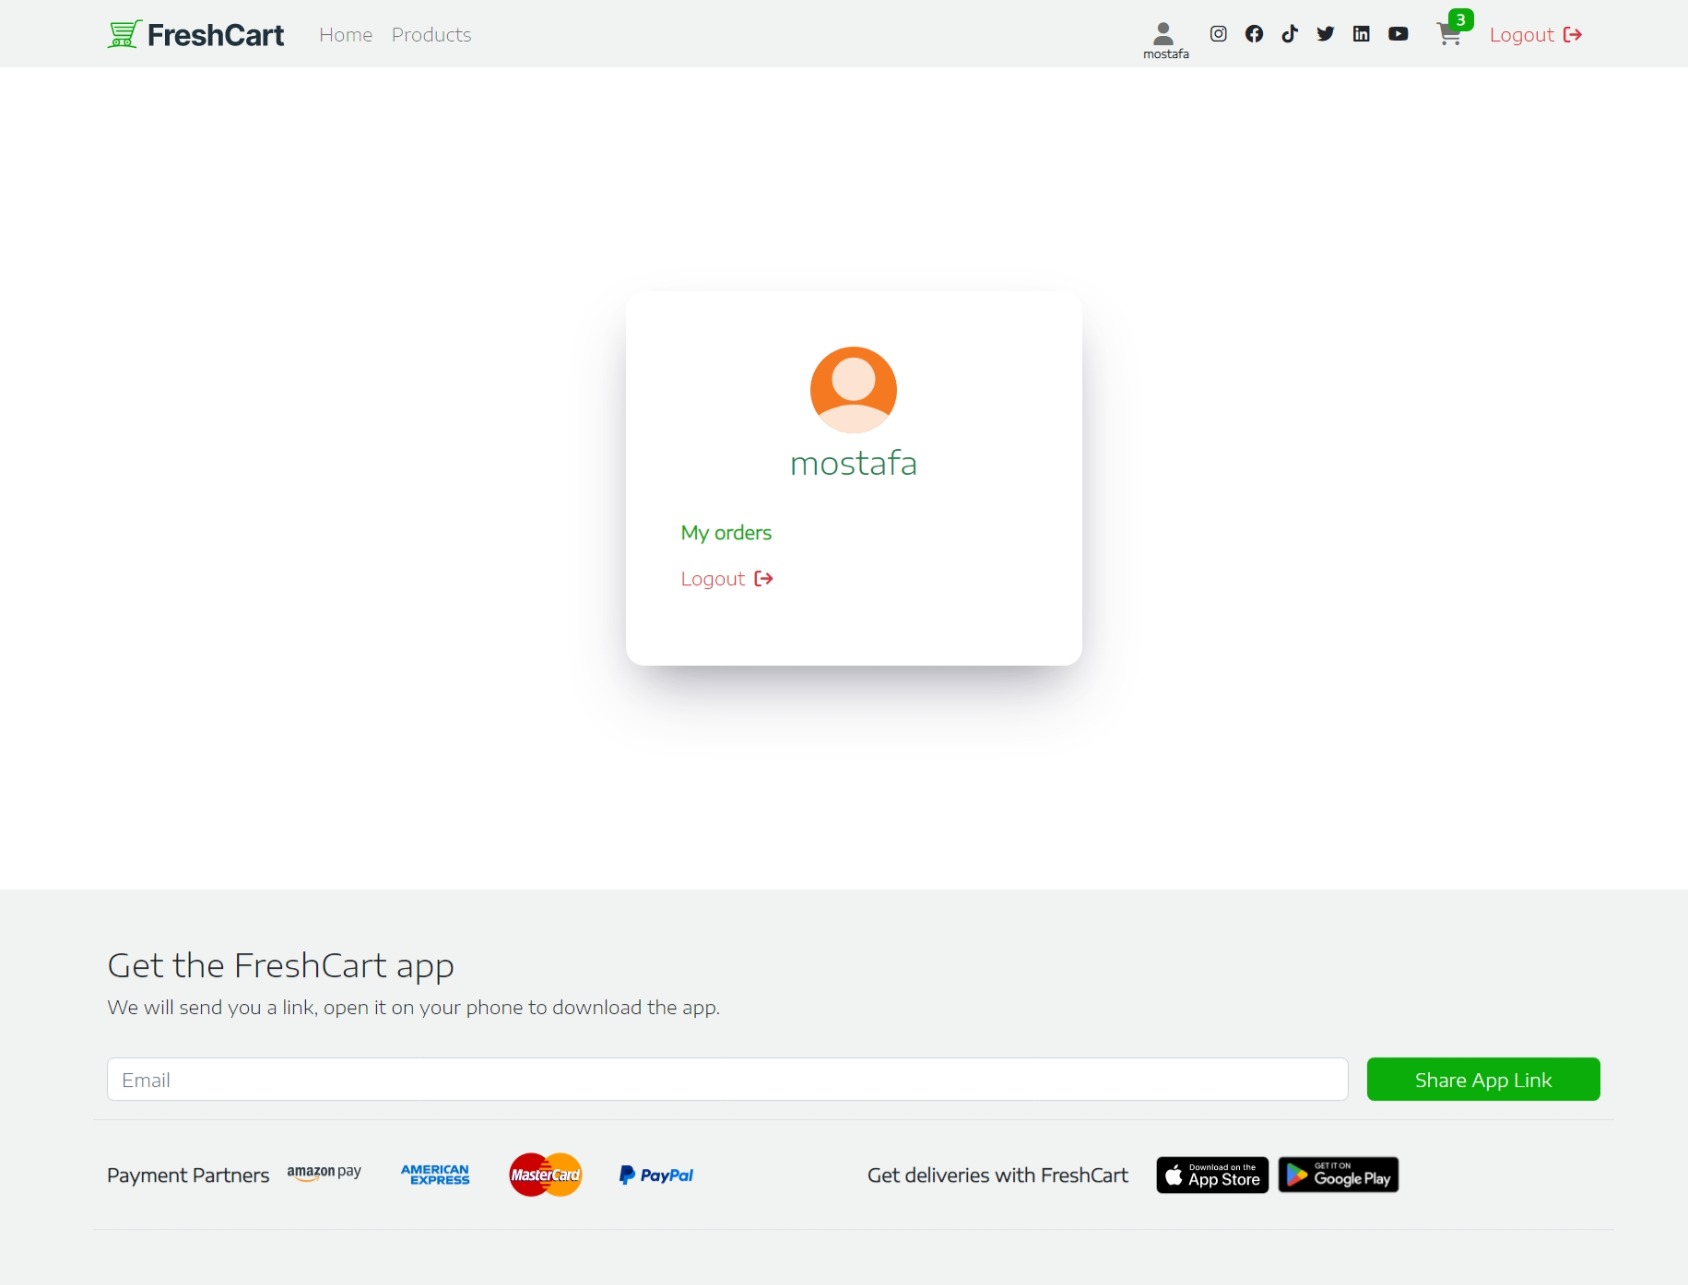 FreshCart Home Products mostafa 3 Logout
mostafa
My orders
Logout
Get the FreshCart app
We will send you a link, open it on your phone to download the app.
Email Share App Link
Payment Partners amazon pay AMERICAN EXPRESS MasterCard PayPal Get deliveries with FreshCart Download on the App Store GET IT ON Google Play